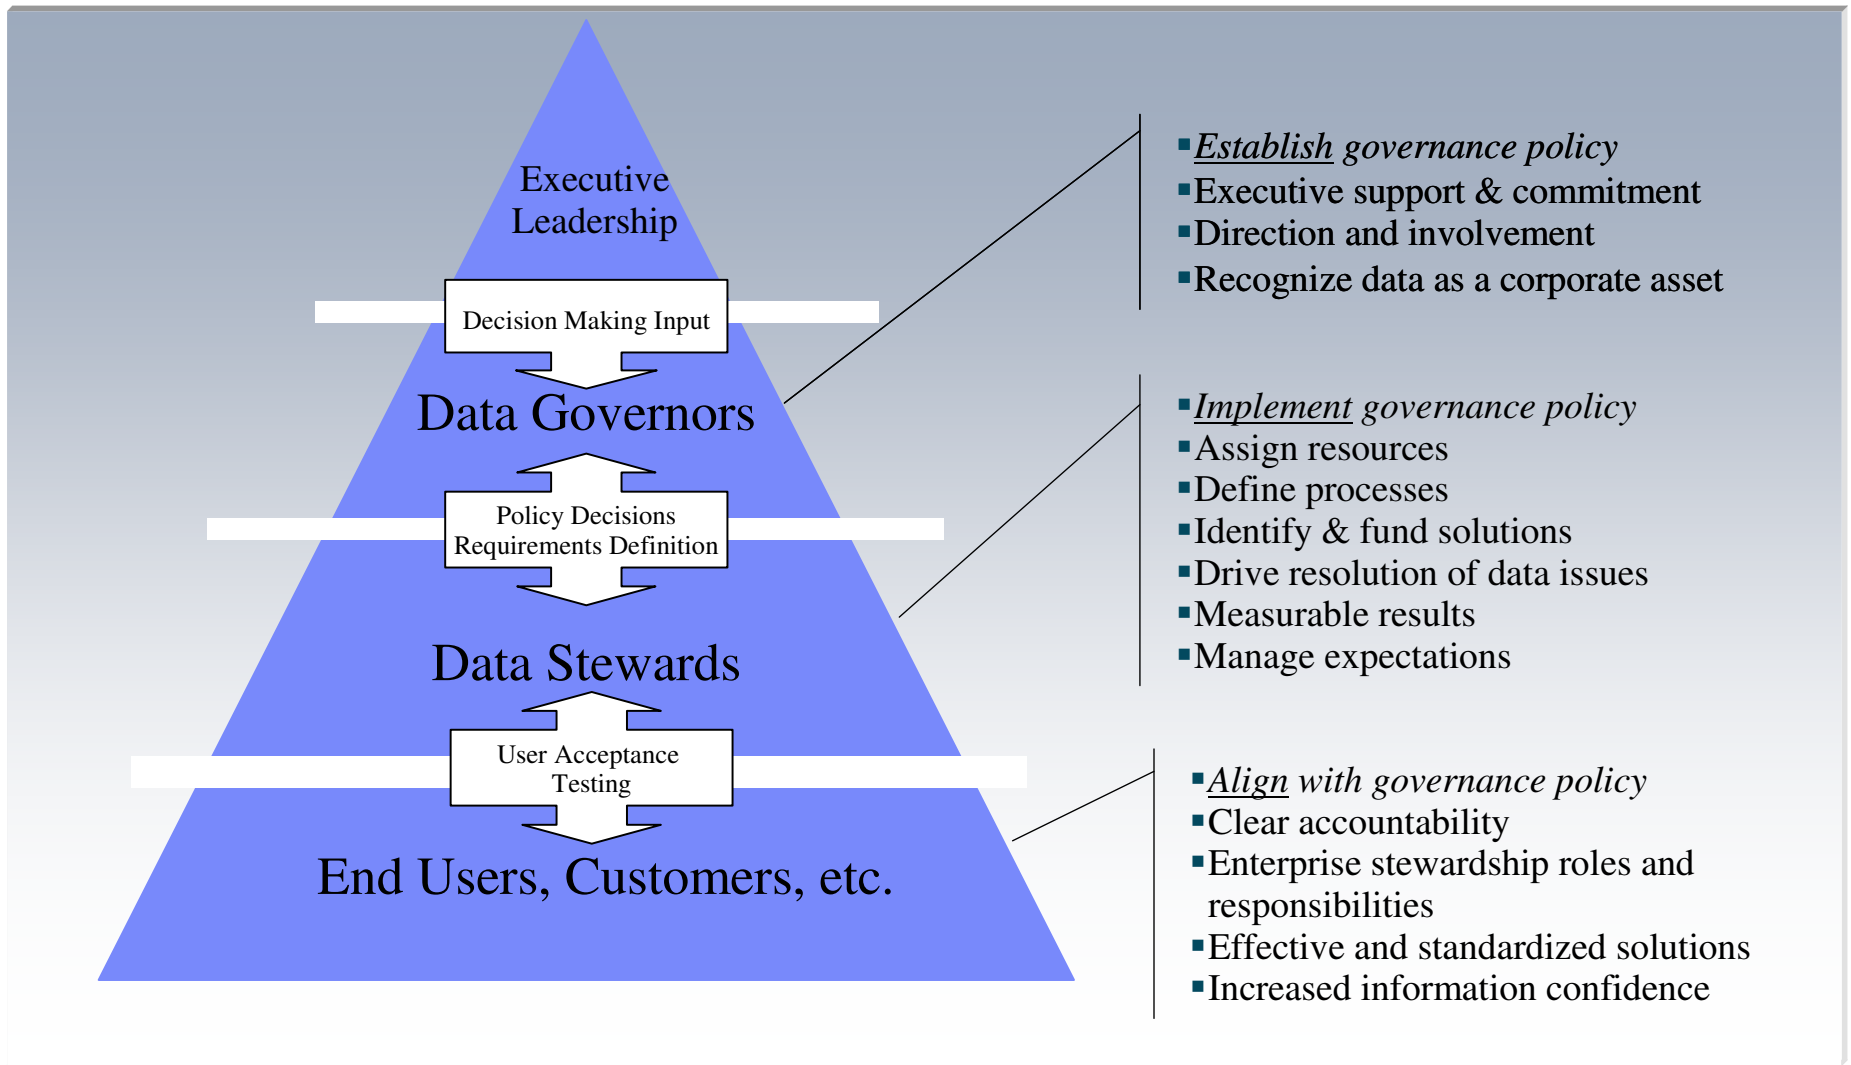 Executive
Leadership
Decision Making Input
Data Governors
Policy Decisions
Requirements Definition
Data Stewards
User Acceptance
Testing
End Users, Customers, etc.
▪Establish governance policy
▪Executive support & commitment
▪Direction and involvement
▪Recognize data as a corporate asset
▪Implement governance policy
▪Assign resources
▪Define processes
▪Identify & fund solutions
▪Drive resolution of data issues
▪Measurable results
▪Manage expectations
▪Align with governance policy
▪Clear accountability
▪Enterprise stewardship roles and
responsibilities
▪Effective and standardized solutions
▪Increased information confidence